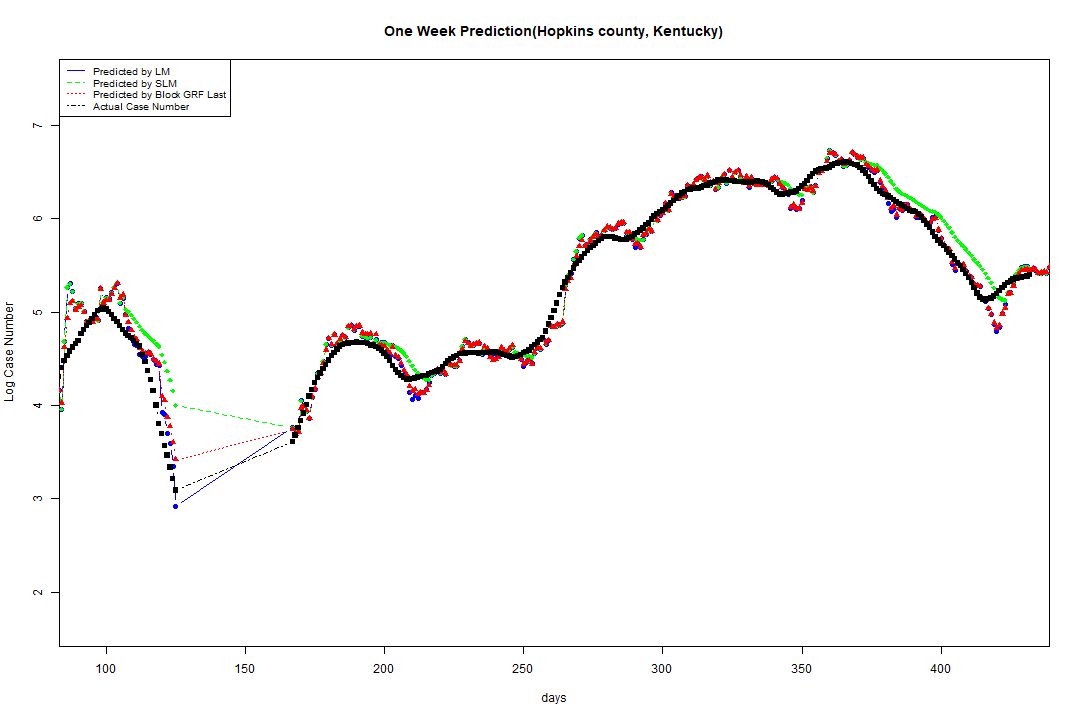 One Week Prediction(Hopkins county, Kentucky)
Predicted by LM
Predicted by SLM
Predicted by Block GRF Last
Actual Case Number
Log Case Number
7
6
5
4
3
2
100 150 200 250 300 350 400
days